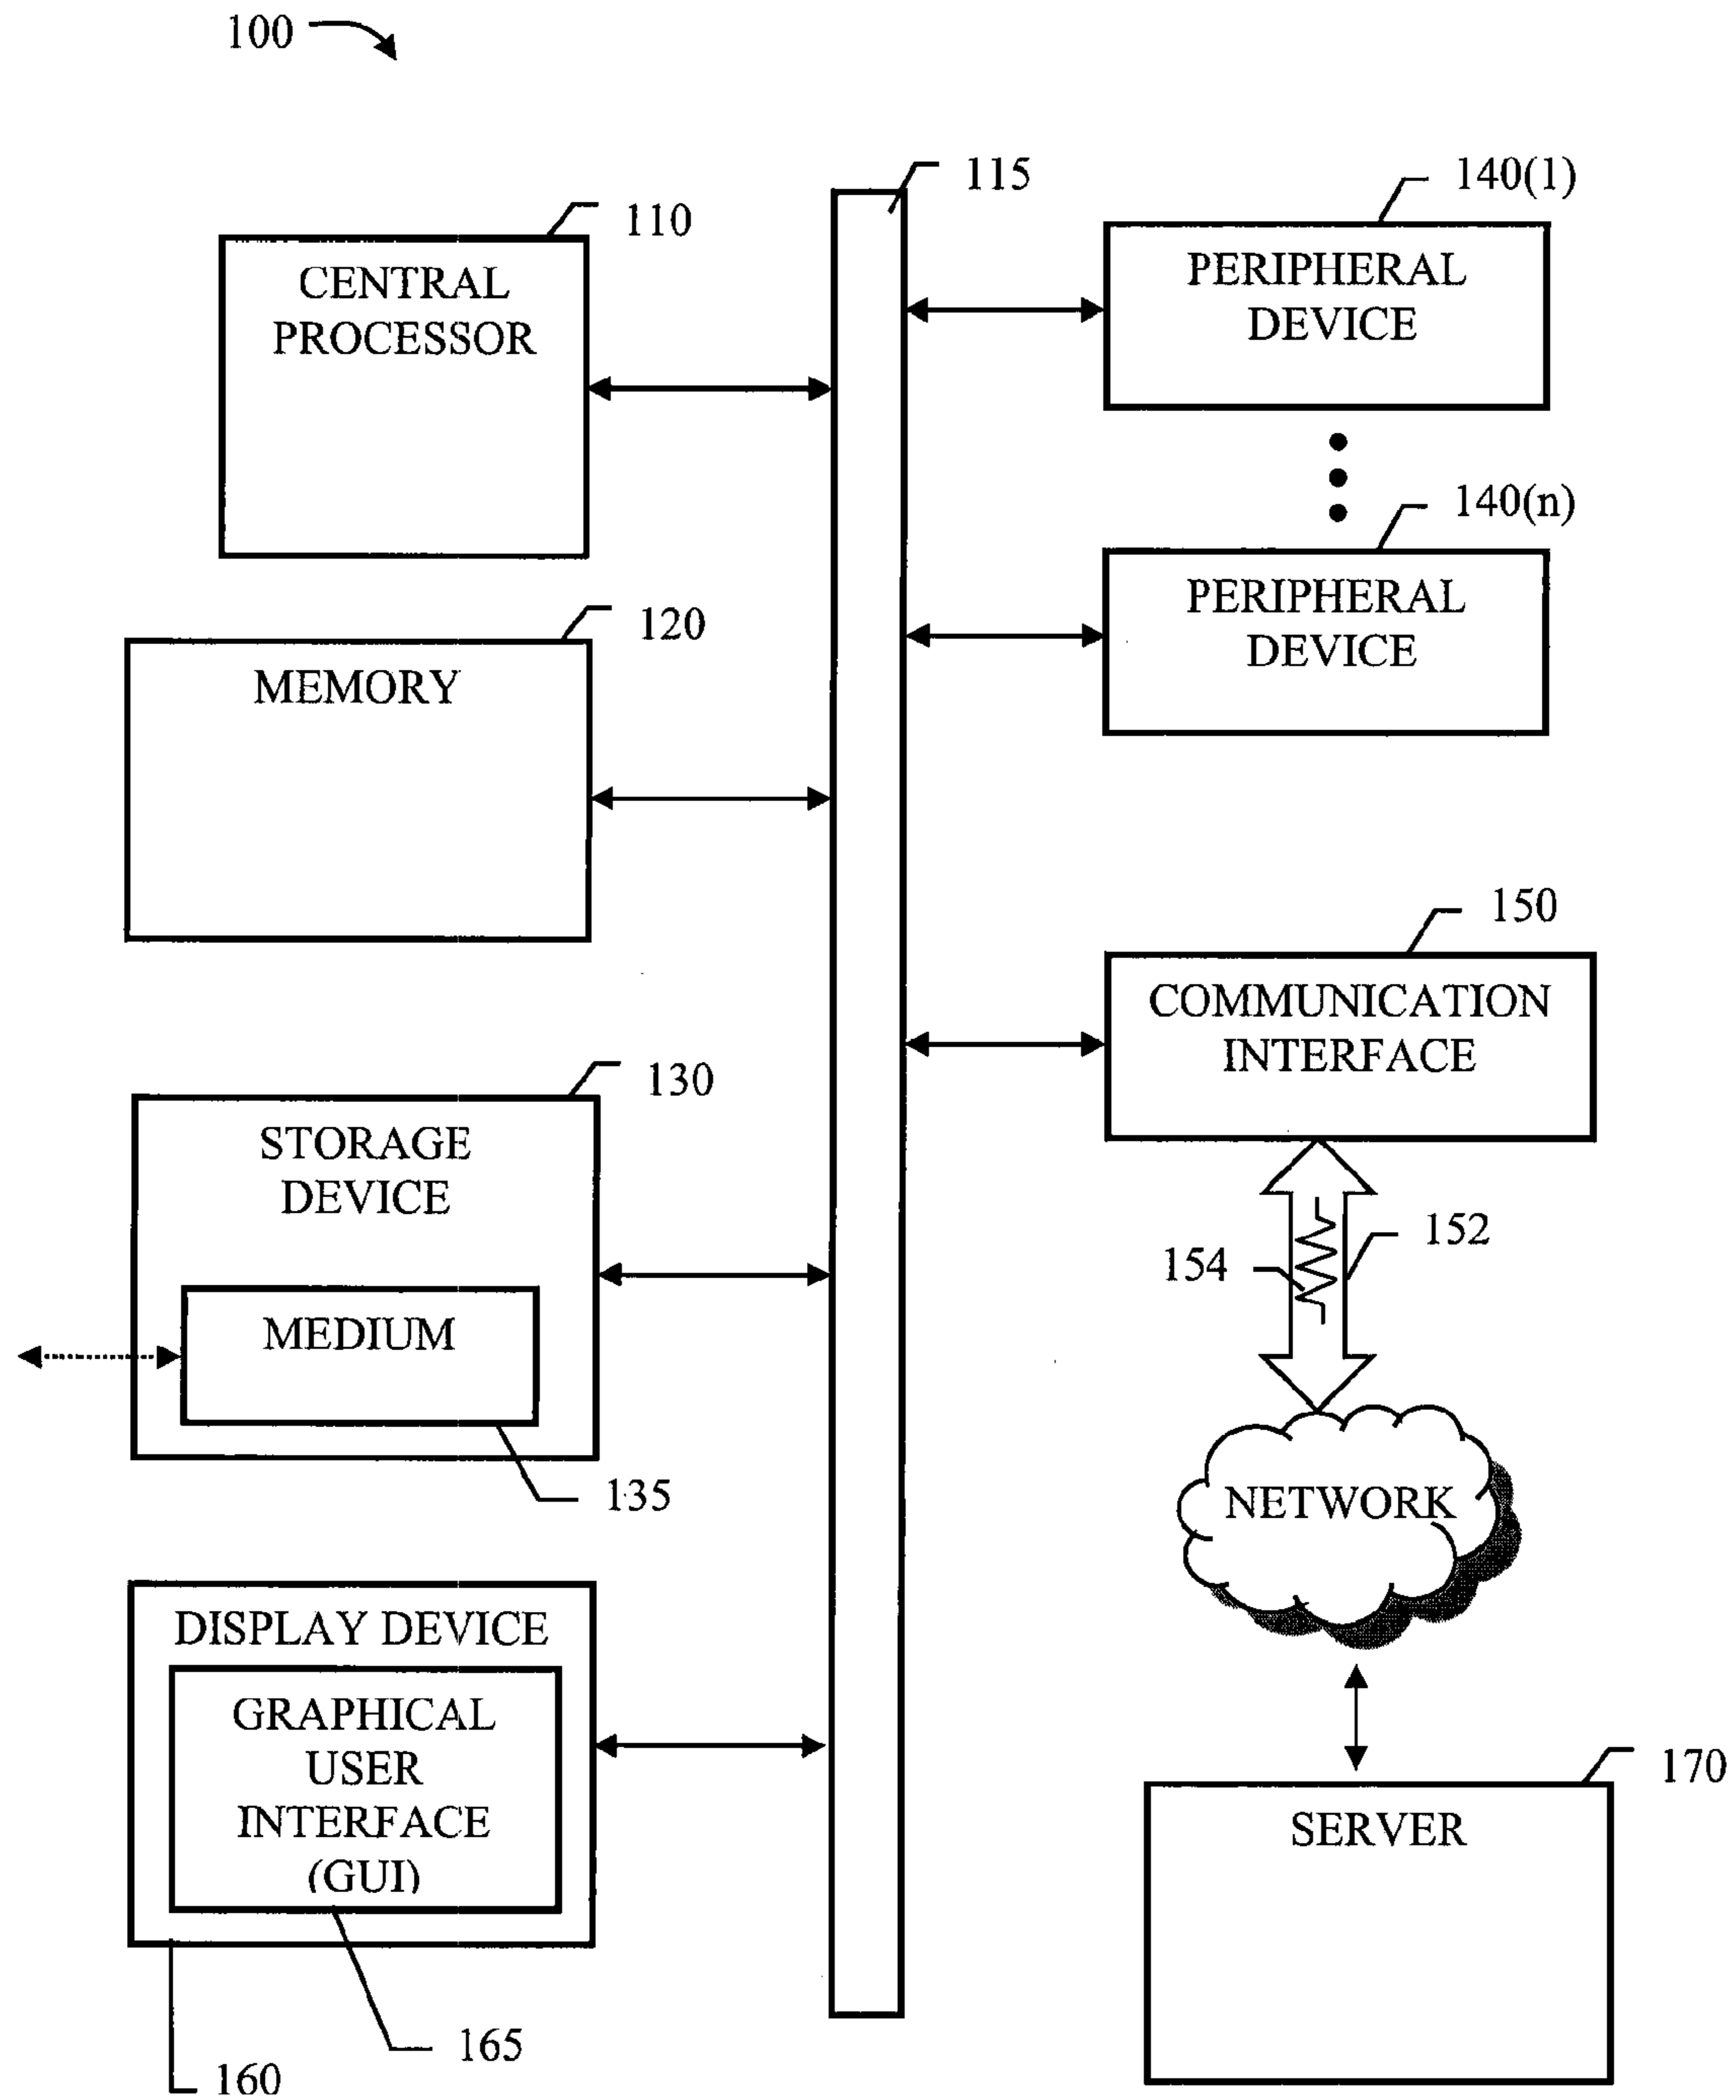 100
115
140(1)
110
CENTRAL
PROCESSOR
PERIPHERAL
DEVICE
140(n)
PERIPHERAL
DEVICE
120
MEMORY
150
COMMUNICATION
INTERFACE
130
STORAGE
DEVICE
152
154
MEDIUM
135
NETWORK
DISPLAY DEVICE
GRAPHICAL
USER
INTERFACE
(GUI)
170
SERVER
165
160